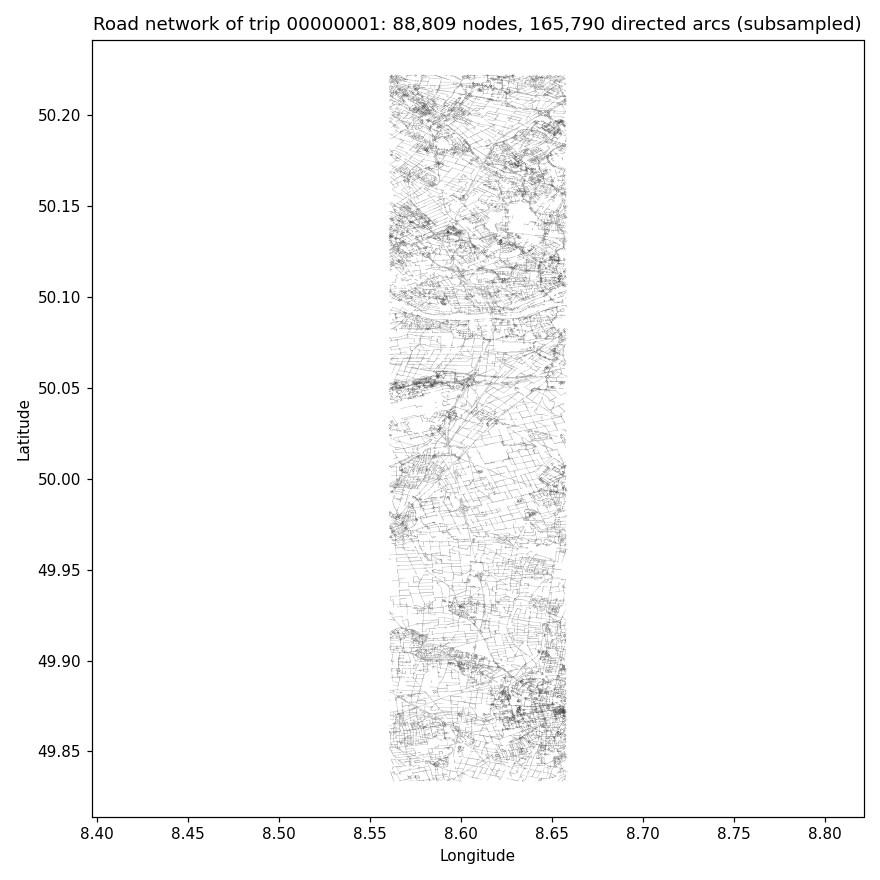 Road network of trip 00000001: 88,809 nodes, 165,790 directed arcs (subsampled)
50.20
50.15
50.10
50.05
50.00
49.95
49.90
49.85
Latitude
8.40 8.45 8.50 8.55 8.60 8.65 8.70 8.75 8.80
Longitude